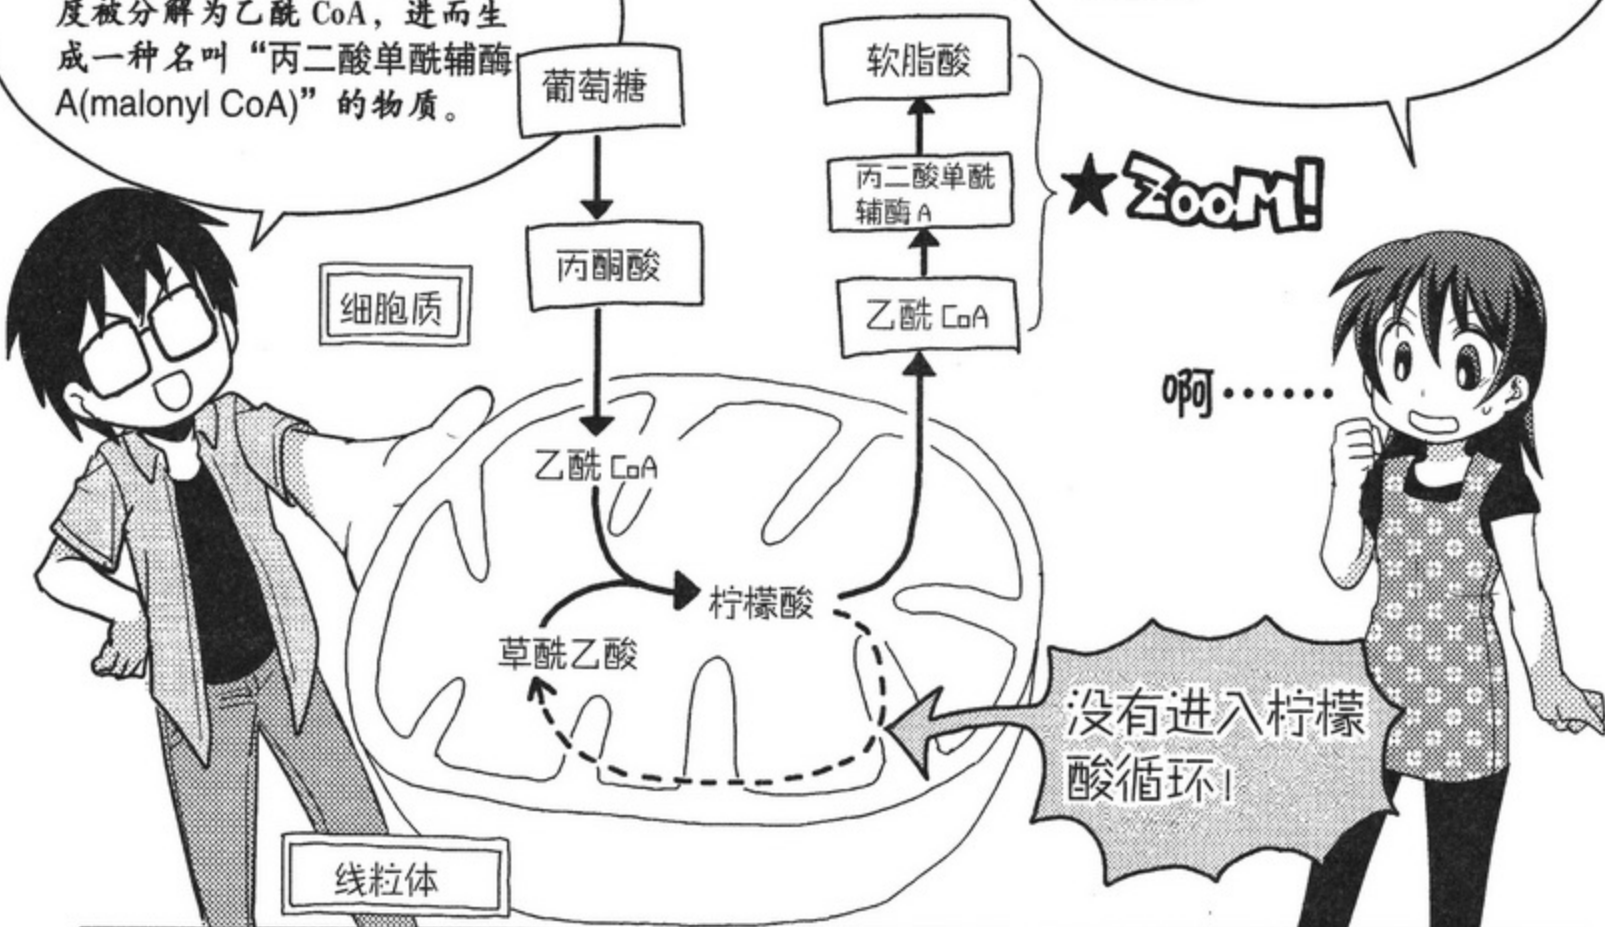 度被分解为乙酰 CoA，进而生
成一种名叫“丙二酸单酰辅酶
A(malonyl CoA)”的物质。
葡萄糖
丙酮酸
细胞质
乙酰 CoA
草酰乙酸
柠檬酸
软脂酸
丙二酸单酰
辅酶 A
乙酰 CoA
★ZOOM!
啊……
没有进入柠檬
酸循环!
线粒体